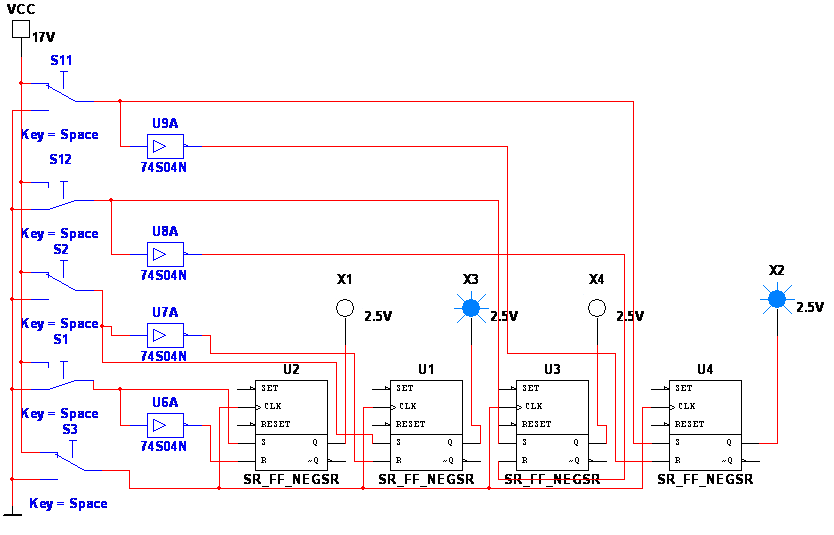 VCC
17V
S11
Key = Space
U9A
74S04N
S12
Key = Space
U8A
74S04N
S2
Key = Space
U7A
74S04N
S1
Key = Space
U6A
74S04N
S3
Key = Space
X1
2.5V
X3
2.5V
X4
2.5V
X2
2.5V
U2
SET
CLK
RESET
S Q
R ~Q
SR_FF_NEGSR
U1
SET
CLK
RESET
S Q
R ~Q
SR_FF_NEGSR
U3
SET
CLK
RESET
S Q
R ~Q
SR_FF_NEGSR
U4
SET
CLK
RESET
S Q
R ~Q
SR_FF_NEGSR